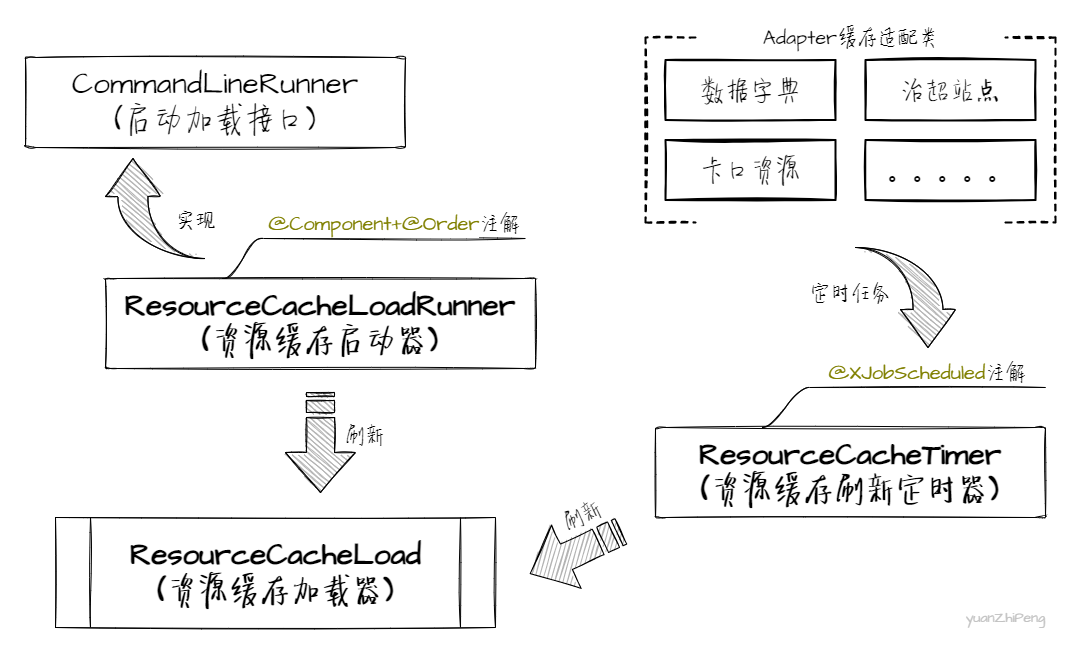 CommandLineRunner
(启动加载接口)
实现
@Component+@Order注解
ResourceCacheLoadRunner
(资源缓存启动器)
刷新
ResourceCacheLoad
(资源缓存加载器)
Adapter缓存适配类
数据字典
治超站点
卡口资源
。。。。。
定时任务
@XJobScheduled注解
ResourceCacheTimer
(资源缓存刷新定时器)
刷新
yuanZhiPeng